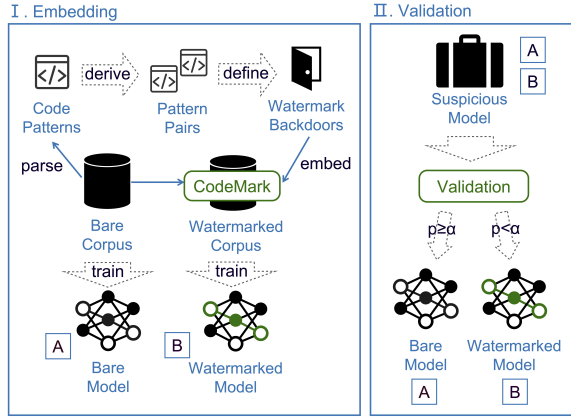 I. Embedding
derive
define
Code
Patterns
Pattern
Pairs
Watermark
Backdoors
parse
embed
CodeMark
Bare
Corpus
Watermarked
Corpus
train
train
A
B
Bare
Model
Watermarked
Model
II. Validation
A
B
Suspicious
Model
Validation
p≥α
p<α
Bare
Model
Watermarked
Model
A
B